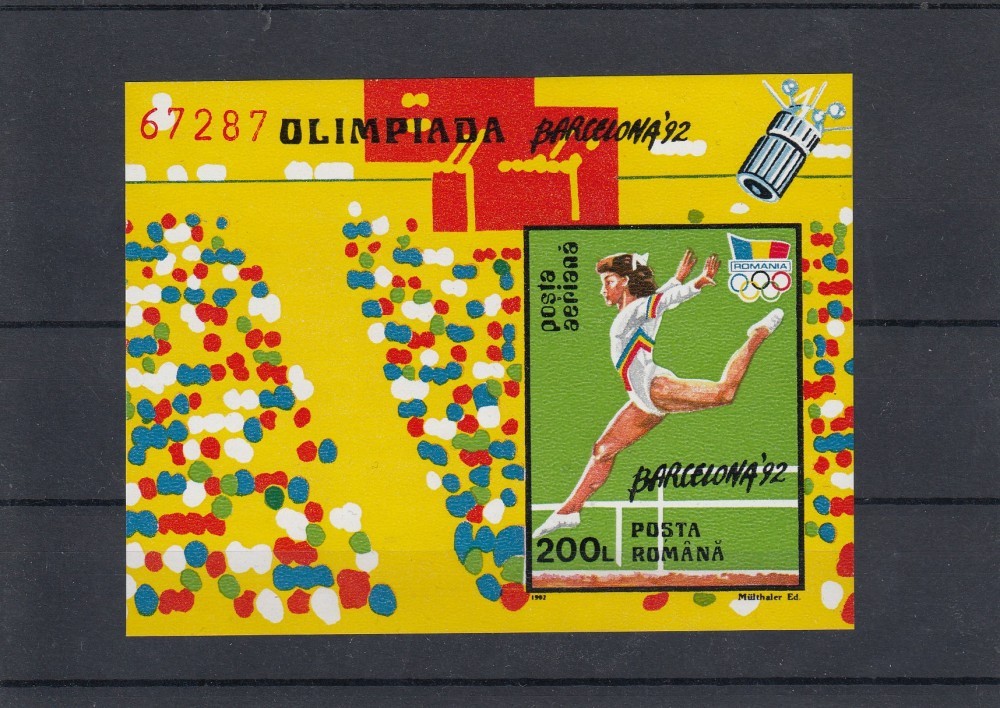 67287 OLIMPIADA BARCELONA'92
posta
aeriană
ROMANIA
BARCELONA'92
200L
POSTA
ROMÂNĂ
1992
Mülthaler Ed.